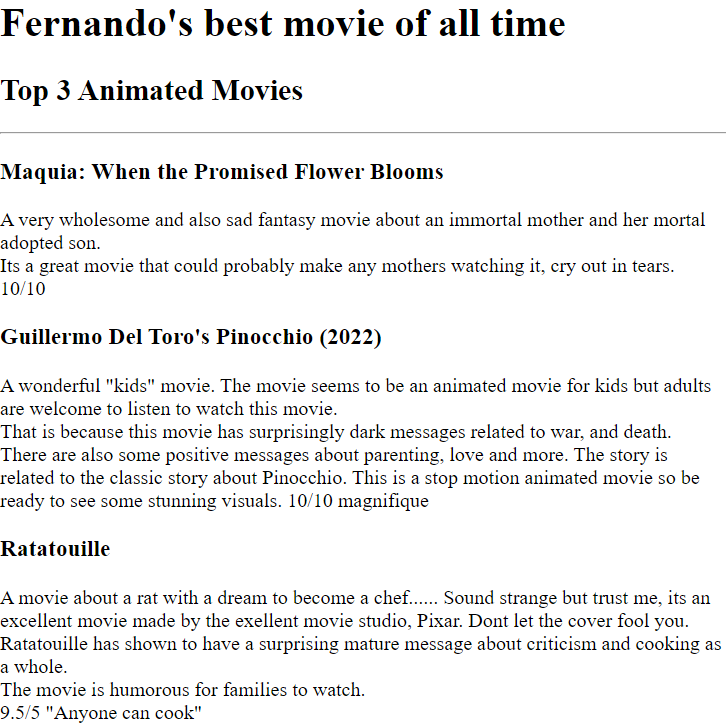 Fernando's best movie of all time
Top 3 Animated Movies
Maquia: When the Promised Flower Blooms
A very wholesome and also sad fantasy movie about an immortal mother and her mortal
adopted son.
Its a great movie that could probably make any mothers watching it, cry out in tears.
10/10
Guillermo Del Toro's Pinocchio (2022)
A wonderful "kids" movie. The movie seems to be an animated movie for kids but adults
are welcome to listen to watch this movie.
That is because this movie has surprisingly dark messages related to war, and death.
There are also some positive messages about parenting, love and more. The story is
related to the classic story about Pinocchio. This is a stop motion animated movie so be
ready to see some stunning visuals. 10/10 magnifique
Ratatouille
A movie about a rat with a dream to become a chef...... Sound strange but trust me, its an
excellent movie made by the exellent movie studio, Pixar. Dont let the cover fool you.
Ratatouille has shown to have a surprising mature message about criticism and cooking as
a whole.
The movie is humorous for families to watch.
9.5/5 "Anyone can cook"